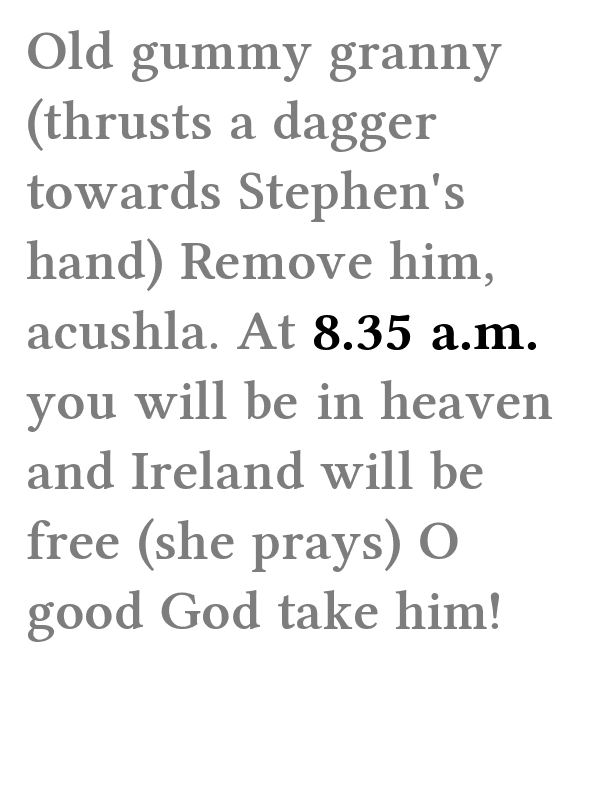 Old gummy granny
(thrusts a dagger
towards Stephen's
hand) Remove him,
acushla. At 8.35 a.m.
you will be in heaven
and Ireland will be
free (she prays) O
good God take him!